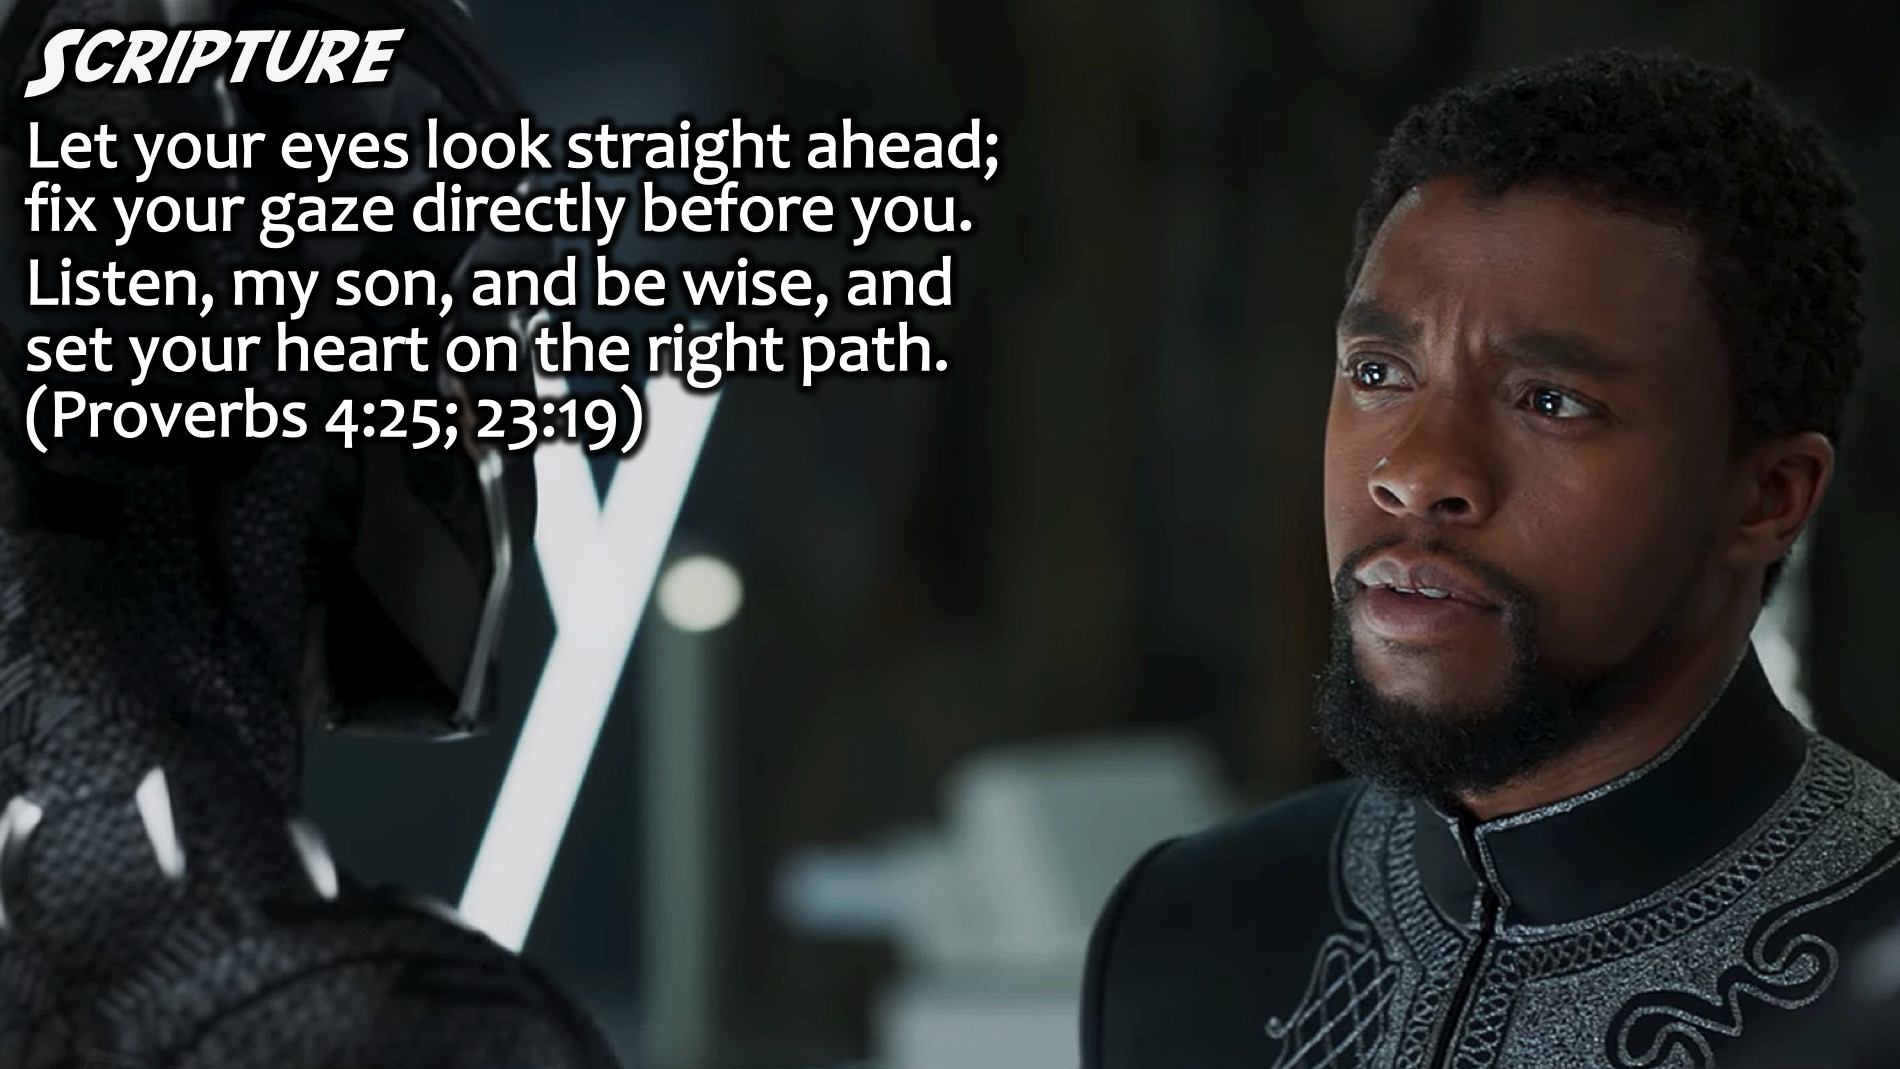 SCRIPTURE
Let your eyes look straight ahead;
fix your gaze directly before you.
Listen, my son, and be wise, and
set your heart on the right path.
(Proverbs 4:25; 23:19)